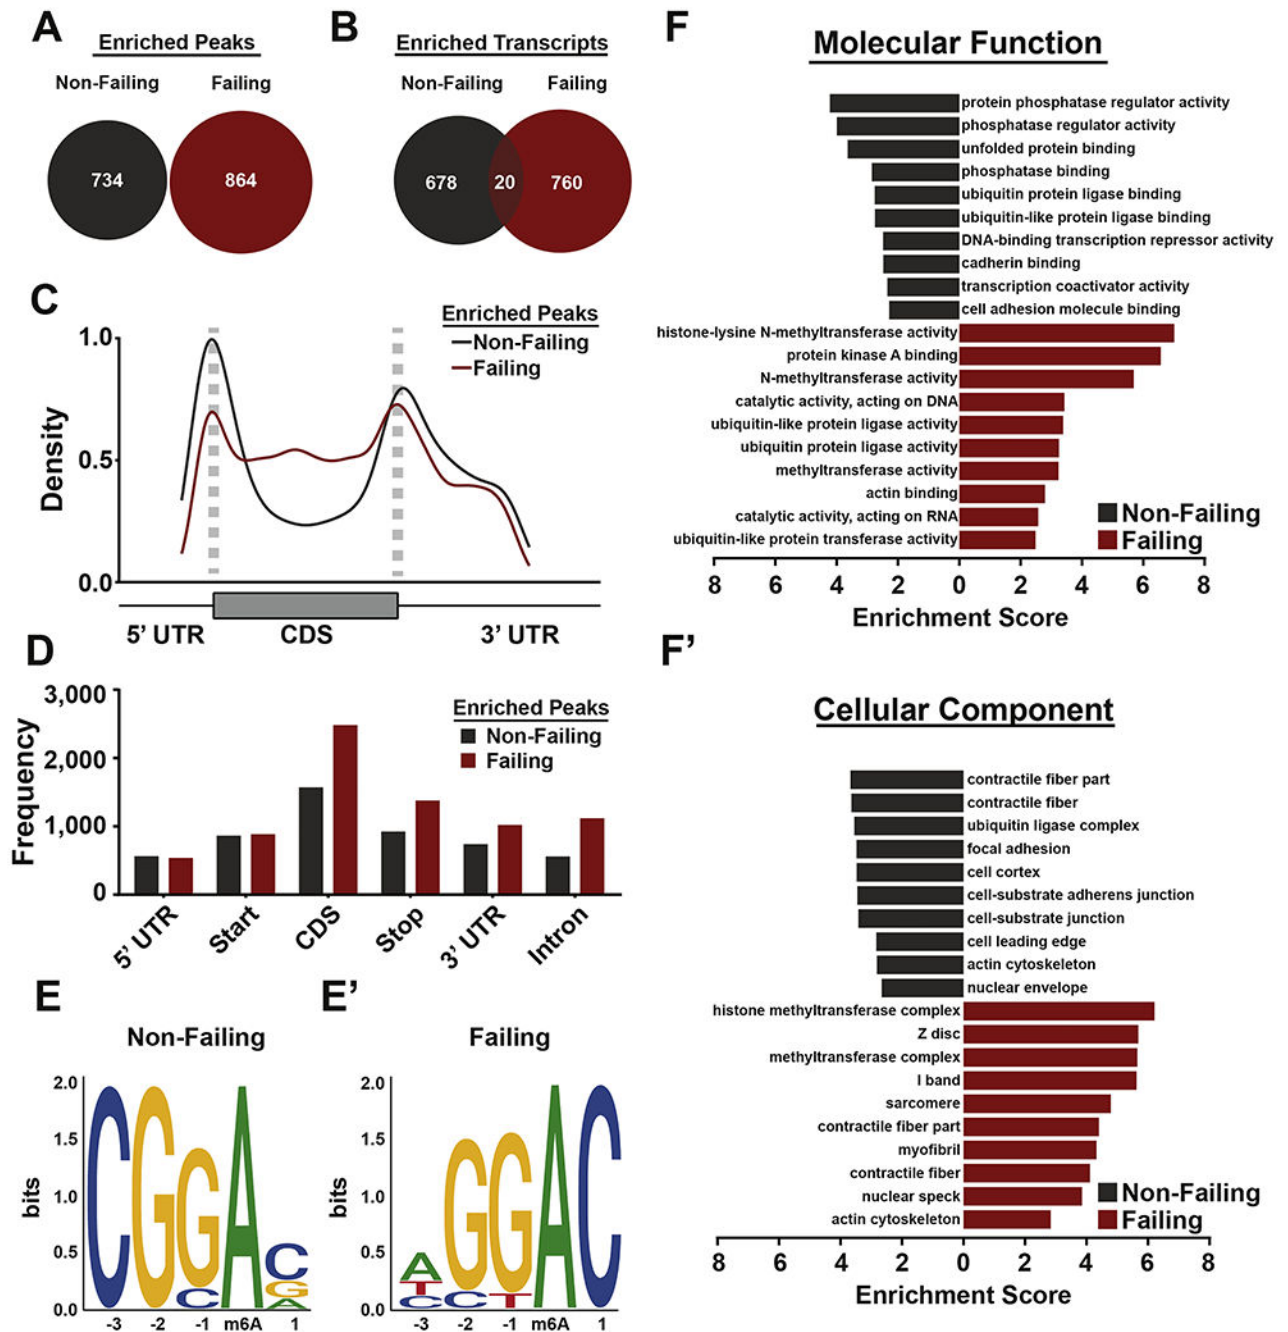 A
Enriched Peaks
Non-Failing Failing
734 864
B
Enriched Transcripts
Non-Failing Failing
678 20 760
C
Enriched Peaks
Non-Failing
Failing
Density
1.0
0.5
0.0
5' UTR CDS 3' UTR
D
Enriched Peaks
Non-Failing
Failing
Frequency
3,000
2,000
1,000
0
5' UTR Start CDS Stop 3' UTR Intron
E
Non-Failing
bits
2.0
1.5
1.0
0.5
0.0
C G G A C
C G
A
-3 -2 -1 m6A 1
E'
Failing
bits
2.0
1.5
1.0
0.5
0.0
A G G A C
T
C C T
-3 -2 -1 m6A 1
F
Molecular Function
protein phosphatase regulator activity
phosphatase regulator activity
unfolded protein binding
phosphatase binding
ubiquitin protein ligase binding
ubiquitin-like protein ligase binding
DNA-binding transcription repressor activity
cadherin binding
transcription coactivator activity
cell adhesion molecule binding
histone-lysine N-methyltransferase activity
protein kinase A binding
N-methyltransferase activity
catalytic activity, acting on DNA
ubiquitin-like protein ligase activity
ubiquitin protein ligase activity
methyltransferase activity
actin binding
catalytic activity, acting on RNA
ubiquitin-like protein transferase activity
Non-Failing
Failing
8 6 4 2 0 2 4 6 8
Enrichment Score
F'
Cellular Component
contractile fiber part
contractile fiber
ubiquitin ligase complex
focal adhesion
cell cortex
cell-substrate adherens junction
cell-substrate junction
cell leading edge
actin cytoskeleton
nuclear envelope
histone methyltransferase complex
Z disc
methyltransferase complex
I band
sarcomere
contractile fiber part
myofibril
contractile fiber
nuclear speck
actin cytoskeleton
Non-Failing
Failing
8 6 4 2 0 2 4 6 8
Enrichment Score